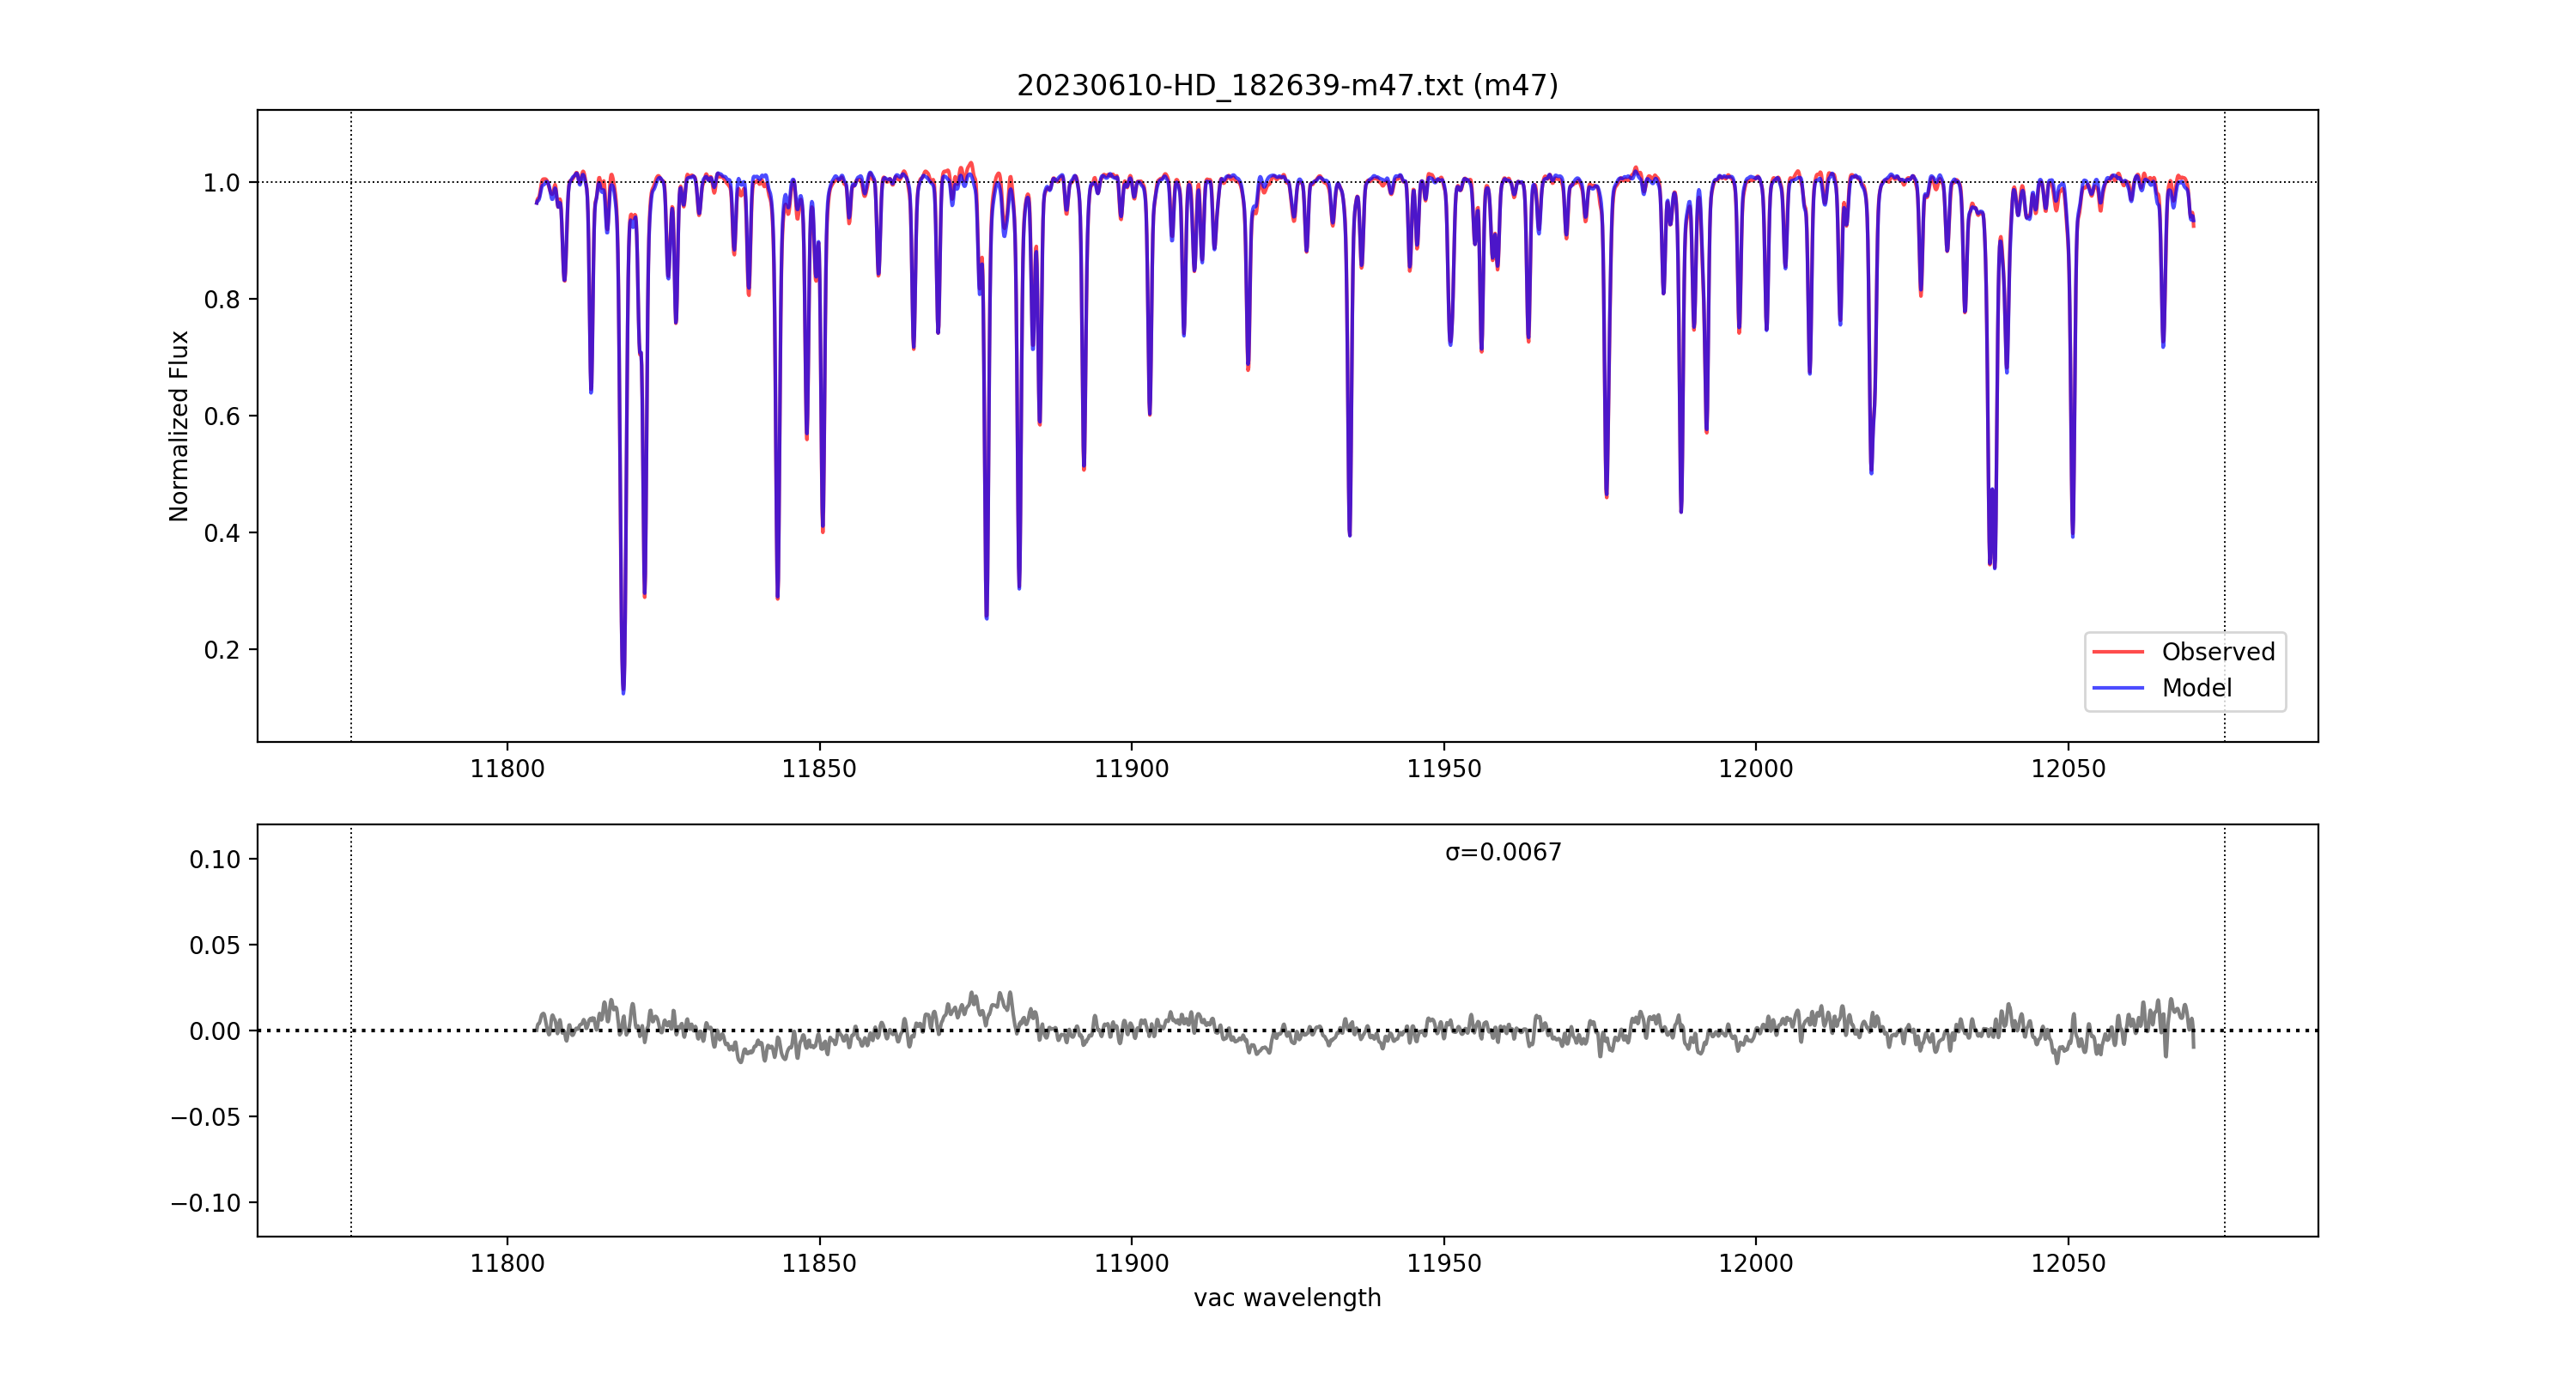 20230610-HD_182639-m47.txt (m47)
Normalized Flux
1.0
0.8
0.6
0.4
0.2
Observed
Model
11800 11850 11900 11950 12000 12050
σ=0.0067
0.10
0.05
0.00
−0.05
−0.10
11800 11850 11900 11950 12000 12050
vac wavelength